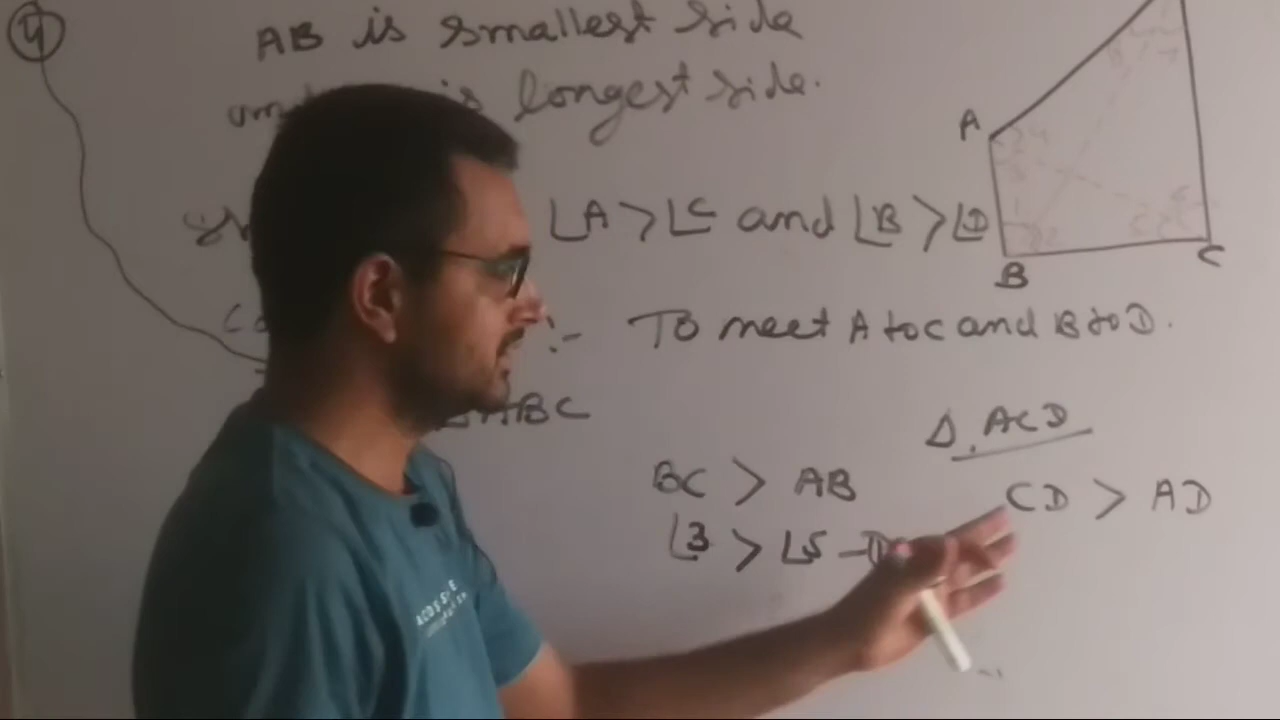 4
AB is smallest side
is longest side.
A
∠A > ∠C and ∠B > ∠D
B
C
:- To meet A to C and B to D.
ABC
Δ ACD
BC > AB
CD > AD
∠3 > ∠5